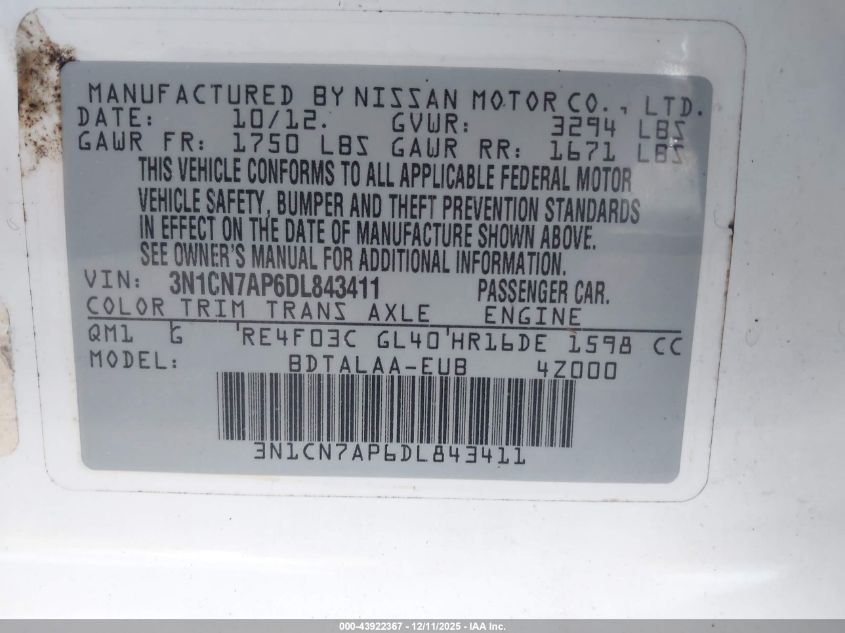 MANUFACTURED BY NISSAN MOTOR CO., LTD.
DATE: 10/12. GVWR: 3294 LBS
GAWR FR: 1750 LBS GAWR RR: 1671 LBS
THIS VEHICLE CONFORMS TO ALL APPLICABLE FEDERAL MOTOR
VEHICLE SAFETY, BUMPER AND THEFT PREVENTION STANDARDS
IN EFFECT ON THE DATE OF MANUFACTURE SHOWN ABOVE.
SEE OWNER'S MANUAL FOR ADDITIONAL INFORMATION.
VIN: 3N1CN7AP6DL843411 PASSENGER CAR.
COLOR TRIM TRANS AXLE ENGINE
QM1 G 'RE4F03C GL40'HR16DE 1598 CC
MODEL: BDTALAA-EUB 4Z000
3N1CN7AP6DL843411
000-43922367 - 12/11/2025 - IAA Inc.